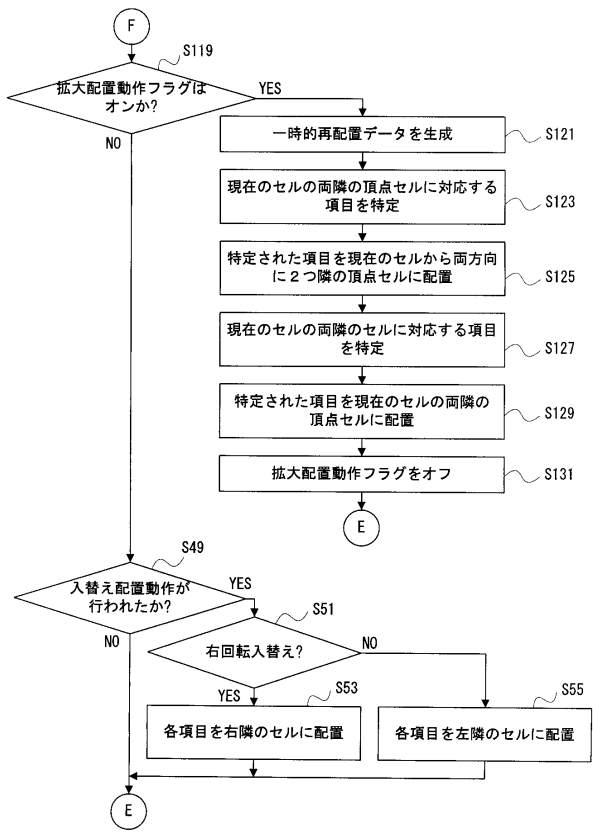 F
S119
拡大配置動作フラグは
オンか?
YES
NO
一時的再配置データを生成
S121
現在のセルの両隣の頂点セルに対応する
項目を特定
S123
特定された項目を現在のセルから両方向
に2つ隣の頂点セルに配置
S125
現在のセルの両隣のセルに対応する項目
を特定
S127
特定された項目を現在のセルの両隣の
頂点セルに配置
S129
拡大配置動作フラグをオフ
S131
E
S49
入替え配置動作が
行われたか?
YES
NO
S51
右回転入替え?
NO
YES
S53
各項目を右隣のセルに配置
S55
各項目を左隣のセルに配置
E